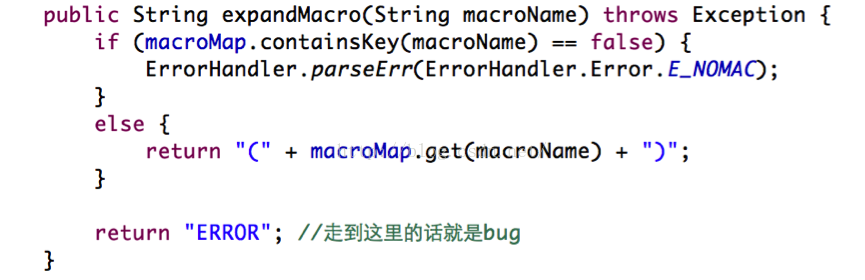 public String expandMacro(String macroName) throws Exception {
if (macroMap.containsKey(macroName) == false) {
ErrorHandler.parseErr(ErrorHandler.Error.E_NOMAC);
}
else {
return "(" + macroMap.get(macroName) + ")";
}
return "ERROR"; //走到这里的话就是bug
}